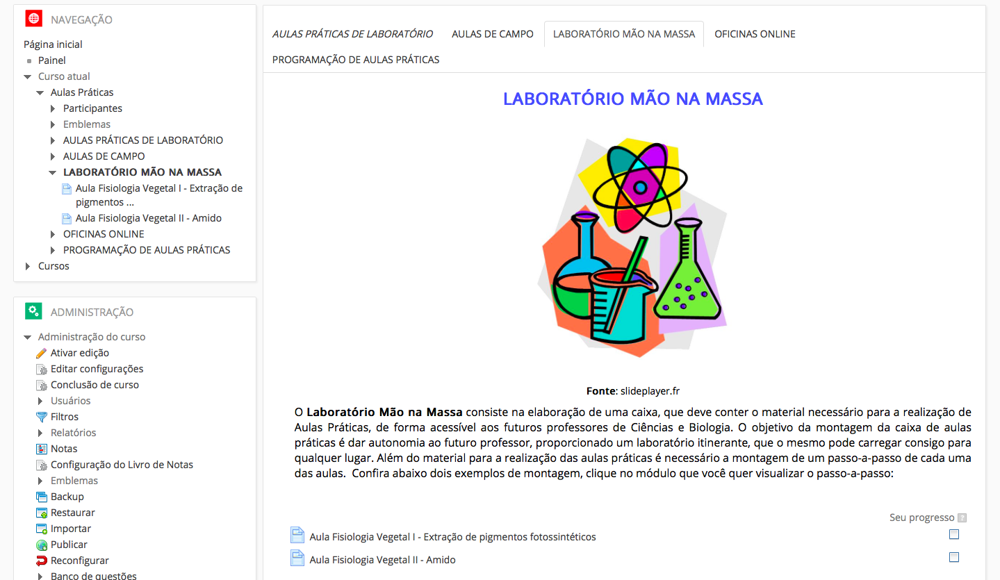 NAVEGAÇÃO
Página inicial
Painel
Curso atual
Aulas Práticas
Participantes
Emblemas
AULAS PRÁTICAS DE LABORATÓRIO
AULAS DE CAMPO
LABORATÓRIO MÃO NA MASSA
Aula Fisiologia Vegetal I - Extração de
pigmentos ...
Aula Fisiologia Vegetal II - Amido
OFICINAS ONLINE
PROGRAMAÇÃO DE AULAS PRÁTICAS
Cursos
ADMINISTRAÇÃO
Administração do curso
Ativar edição
Editar configurações
Conclusão de curso
Usuários
Filtros
Relatórios
Notas
Configuração do Livro de Notas
Emblemas
Backup
Restaurar
Importar
Publicar
Reconfigurar
Banco de questões
AULAS PRÁTICAS DE LABORATÓRIO AULAS DE CAMPO LABORATÓRIO MÃO NA MASSA OFICINAS ONLINE
PROGRAMAÇÃO DE AULAS PRÁTICAS
LABORATÓRIO MÃO NA MASSA
Fonte: slideplayer.fr
O Laboratório Mão na Massa consiste na elaboração de uma caixa, que deve conter o material necessário para a realização de
Aulas Práticas, de forma acessível aos futuros professores de Ciências e Biologia. O objetivo da montagem da caixa de aulas
práticas é dar autonomia ao futuro professor, proporcionado um laboratório itinerante, que o mesmo pode carregar consigo para
qualquer lugar. Além do material para a realização das aulas práticas é necessário a montagem de um passo-a-passo de cada uma
das aulas. Confira abaixo dois exemplos de montagem, clique no módulo que você quer visualizar o passo-a-passo:
Seu progresso ?
Aula Fisiologia Vegetal I - Extração de pigmentos fotossintéticos
Aula Fisiologia Vegetal II - Amido